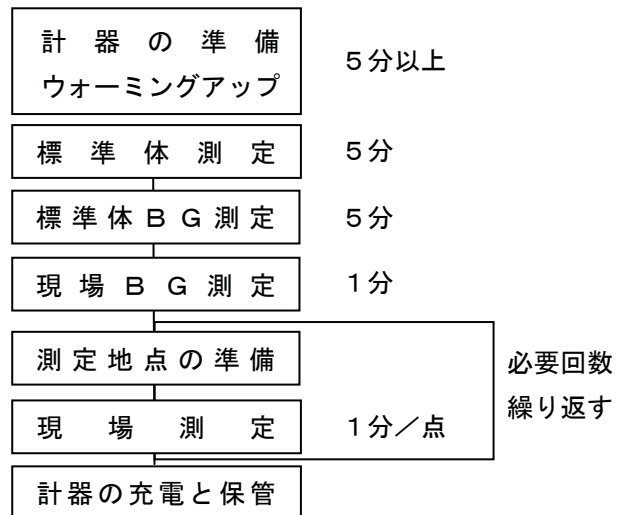 計器の準備
ウォーミングアップ
5分以上
標準体測定
5分
標準体BG測定
5分
現場BG測定
1分
測定地点の準備
現場測定
1分／点
必要回数
繰り返す
計器の充電と保管